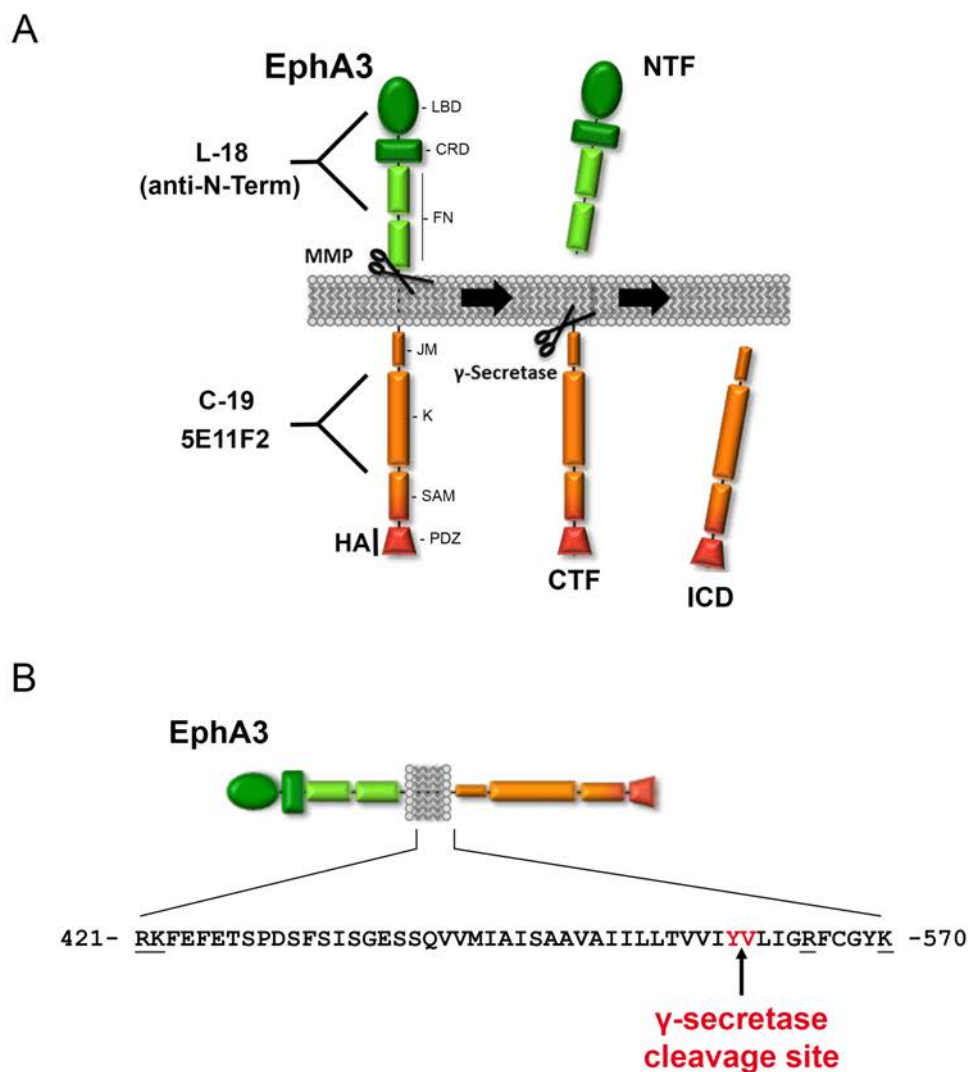 A
EphA3
NTF
- LBD
L-18
(anti-N-Term)
- CRD
- FN
MMP
- JM
γ-Secretase
C-19
5E11F2
- K
- SAM
HA
- PDZ
CTF
ICD
B
EphA3
421- RKFEFETSPDSFSISGESSQVVMIAISAAVAIILLTVVIYVLIGRFCGYK -570
γ-secretase
cleavage site